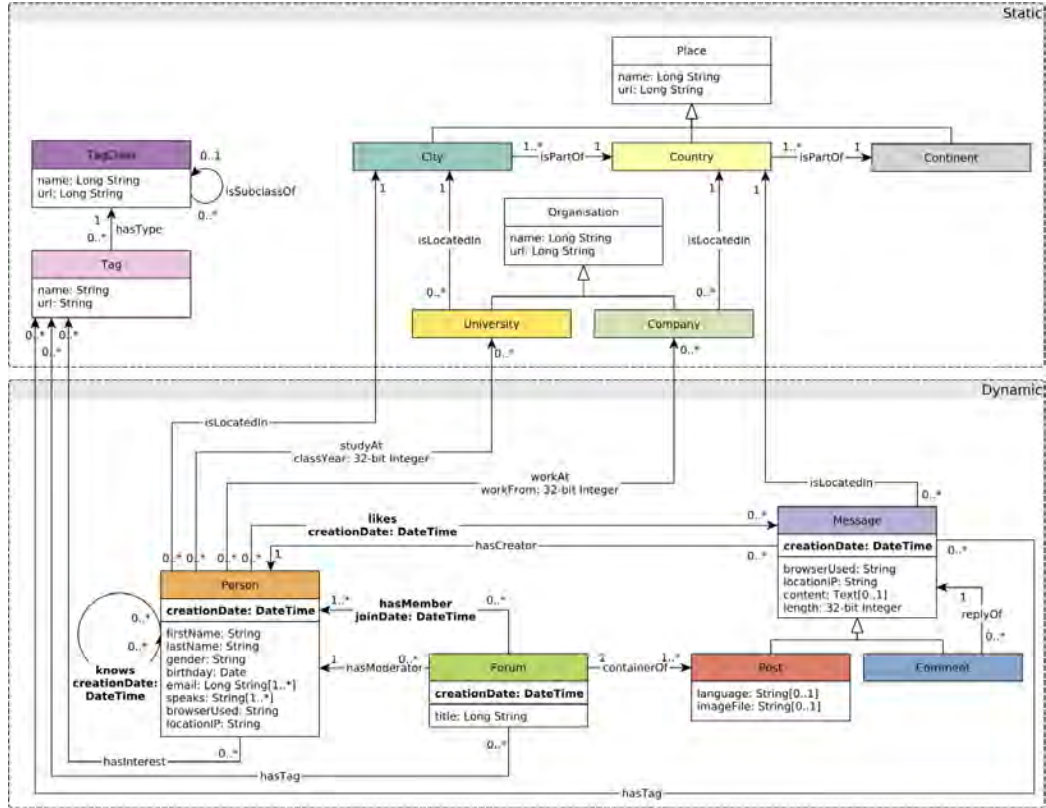 Static
Place
name: Long String
url: Long String
TagClass
name: Long String
url: Long String
0..1
isSubclassOf
0..*
City
1..*
isPartOf
1
Country
1..*
isPartOf
1
Continent
1
1
1
1
1
0..*
hasType
Organisation
name: Long String
url: Long String
isLocatedIn
isLocatedIn
Tag
name: String
url: String
0..*
0..*
University
Company
0..*
0..*
0..*
0..*
0..*
Dynamic
isLocatedIn
studyAt
classYear: 32-bit Integer
workAt
workFrom: 32-bit Integer
isLocatedIn
0..*
likes
creationDate: DateTime
0..*
Message
creationDate: DateTime
browserUsed: String
locationIP: String
content: Text[0..1]
length: 32-bit Integer
hasCreator
0..*
0..*
0..*
0..*
0..*
0..*
1
Person
creationDate: DateTime
firstName: String
lastName: String
gender: String
birthday: Date
email: Long String[1..*]
speaks: String[1..*]
browserUsed: String
locationIP: String
0..*
0..*
knows
creationDate:
DateTime
1..*
hasMember
joinDate: DateTime
0..*
1
replyOf
0..*
1
hasModerator
0..*
Forum
creationDate: DateTime
title: Long String
1
containerOf
1..*
Post
language: String[0..1]
imageFile: String[0..1]
Comment
0..*
0..*
hasInterest
hasTag
hasTag